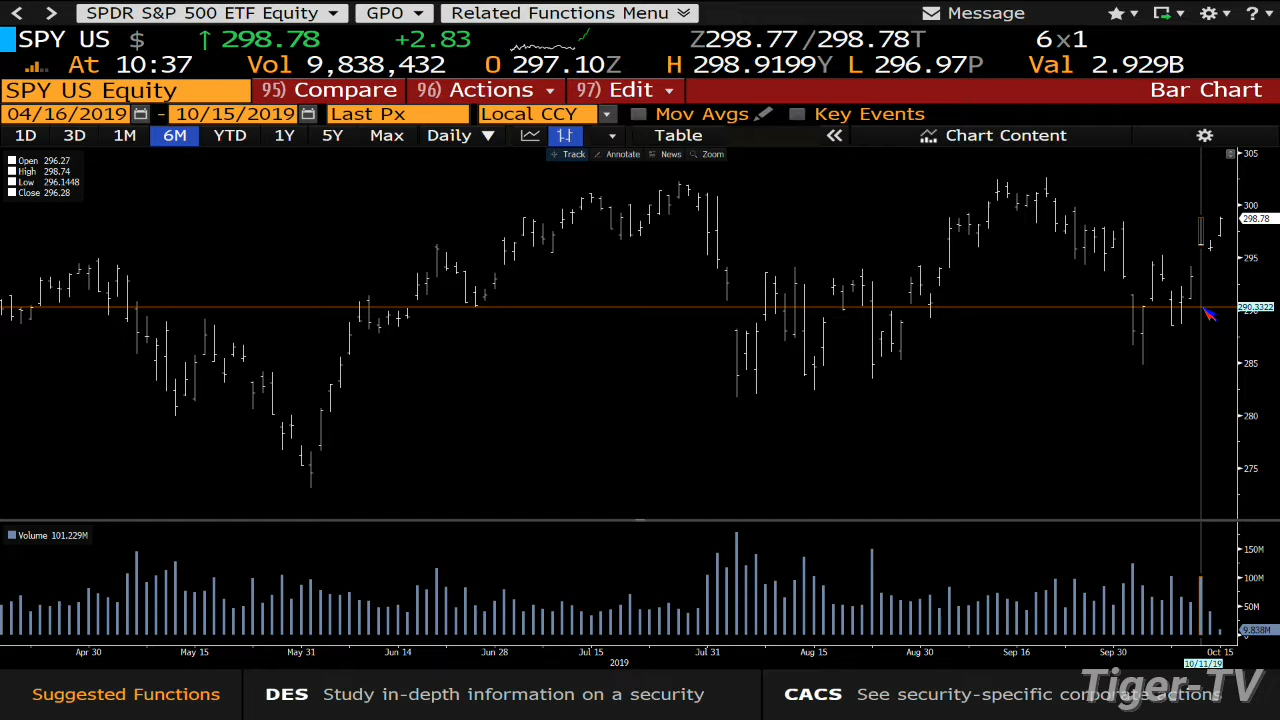 SPDR S&P 500 ETF Equity GPO Related Functions Menu Message ?
SPY US $ ↑ 298.78 +2.83 Z298.77/298.78T 6x1
At 10:37 Vol 9,838,432 O 297.10Z H 298.9199Y L 296.97P Val 2.929B
SPY US Equity 95) Compare 96) Actions 97) Edit Bar Chart
04/16/2019 - 10/15/2019 Last Px Local CCY Mov Avgs Key Events
1D 3D 1M 6M YTD 1Y 5Y Max Daily ▼ Table « Chart Content
Track Annotate News Zoom
Open 296.27
High 298.74
Low 296.1448
Close 296.28
305
300
298.78
295
290.3322
285
280
275
Volume 101.229M
150M
100M
50M
9.838M
Apr 30 May 15 May 31 Jun 14 Jun 28 Jul 15 Jul 31 Aug 15 Aug 30 Sep 16 Sep 30 Oct 15
2019 10/11/19
Suggested Functions DES Study in-depth information on a security CACS See security-specific corporate actions
Tiger-TV